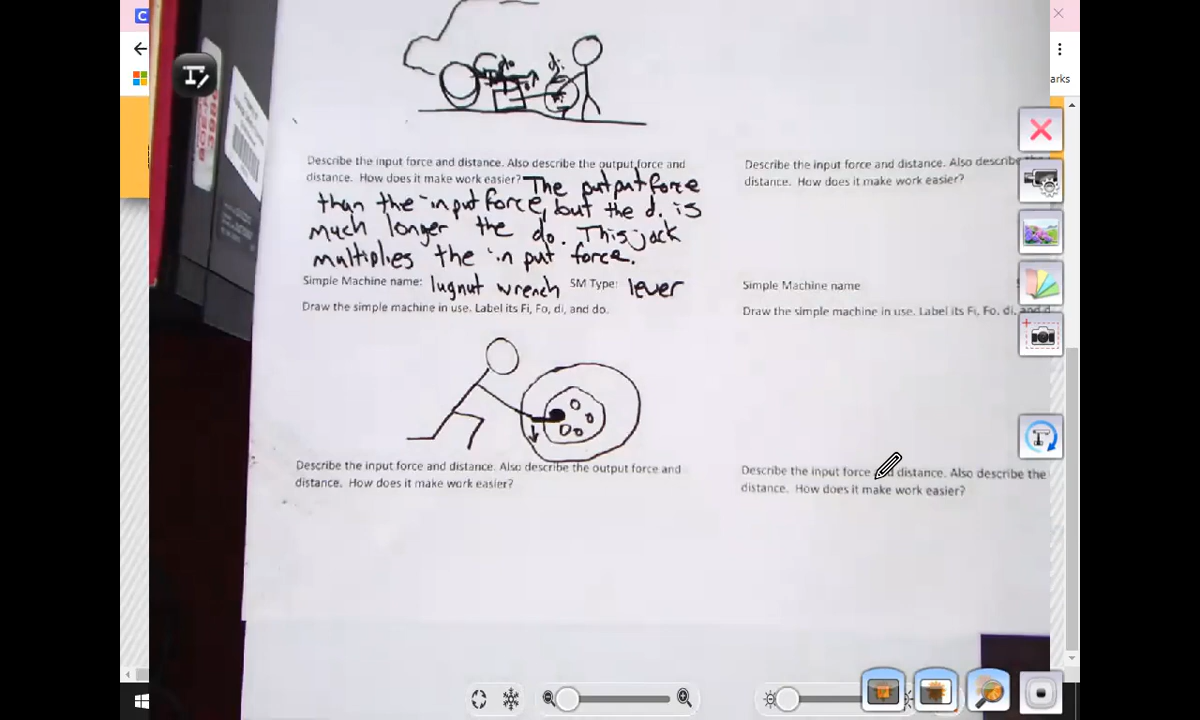 arks
Describe the input force and distance. Also describe the output force and
distance. How does it make work easier? The output force
than the input force, but the d. is
much longer the do. This jack
multiplies the in put force.
Simple Machine name: lugnut wrench SM Type: lever
Draw the simple machine in use. Label its Fi, Fo, di, and do.
Describe the input force and distance. Also describe the output force and
distance. How does it make work easier?
Describe the input force and distance. Also describe
distance. How does it make work easier?
Simple Machine name
Draw the simple machine in use. Label its Fi, Fo, di, and d
Describe the input force distance. Also describe the
distance. How does it make work easier?